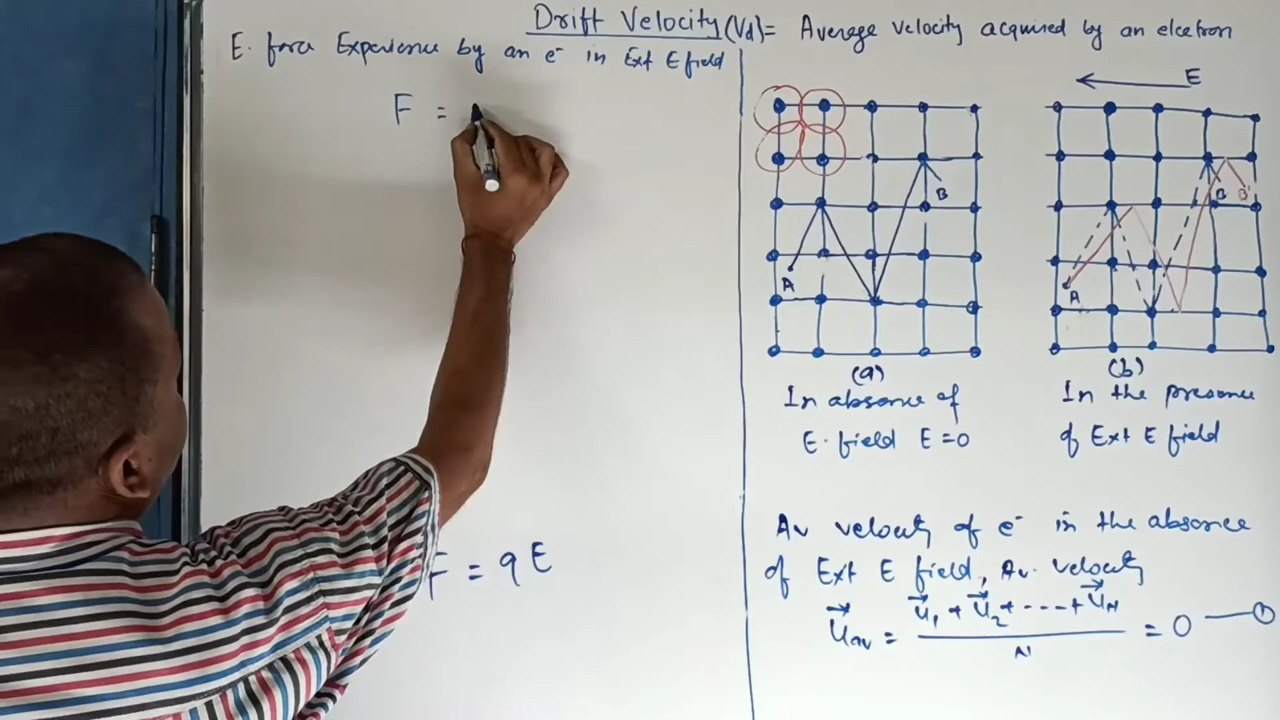 Drift Velocity (Vd) = Average velocity acquired by an electron
E. force Experience by an e⁻ in Ext E field
F =
F = qE
E
A
B
A
B
B'
(a)
In absence of
E. field E = 0
(b)
In the presence
of Ext E field
Av velocity of e⁻ in the absence
of Ext E field, Av. velocity
u⃗av = u⃗1 + u⃗2 + --- + u⃗N / N = 0 — ①